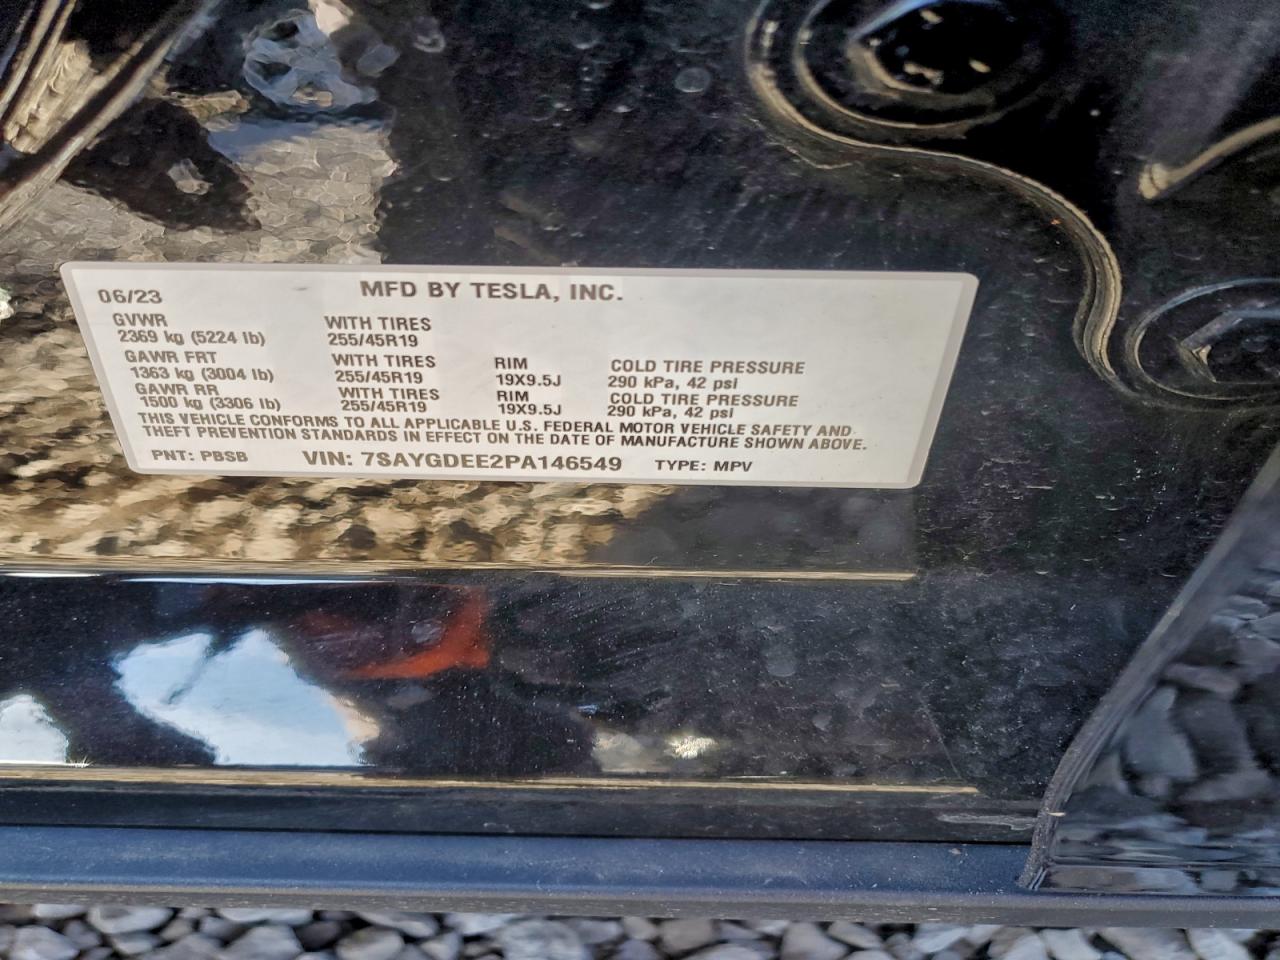 06/23 MFD BY TESLA, INC.
GVWR WITH TIRES
2369 kg (5224 lb) 255/45R19
GAWR FRT WITH TIRES RIM COLD TIRE PRESSURE
1363 kg (3004 lb) 255/45R19 19X9.5J 290 kPa, 42 psi
GAWR RR WITH TIRES RIM COLD TIRE PRESSURE
1500 kg (3306 lb) 255/45R19 19X9.5J 290 kPa, 42 psi
THIS VEHICLE CONFORMS TO ALL APPLICABLE U.S. FEDERAL MOTOR VEHICLE SAFETY AND
THEFT PREVENTION STANDARDS IN EFFECT ON THE DATE OF MANUFACTURE SHOWN ABOVE.
PNT: PBSB VIN: 7SAYGDEE2PA146549 TYPE: MPV